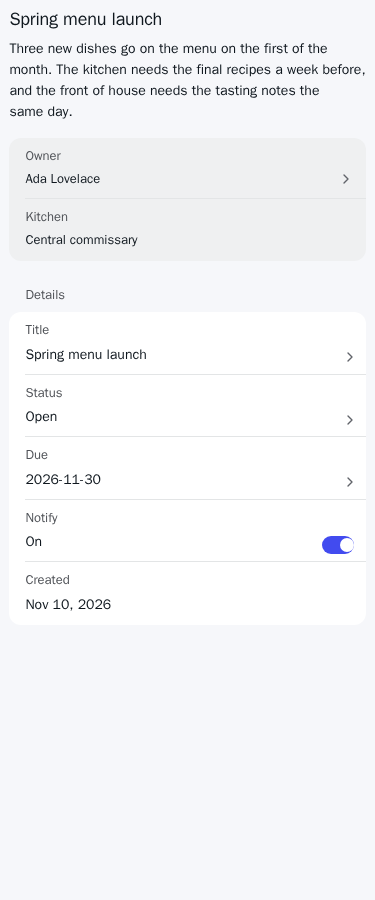 Spring menu launch
Three new dishes go on the menu on the first of the
month. The kitchen needs the final recipes a week before,
and the front of house needs the tasting notes the
same day.
Owner
Ada Lovelace
Kitchen
Central commissary
Details
Title
Spring menu launch
Status
Open
Due
2026-11-30
Notify
On
Created
Nov 10, 2026